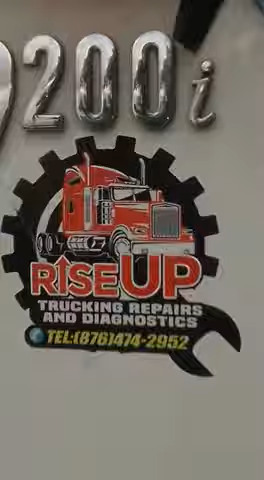 200i
RISEUP
TRUCKING REPAIRS
AND DIAGNOSTICS
TEL:(876)474-2952